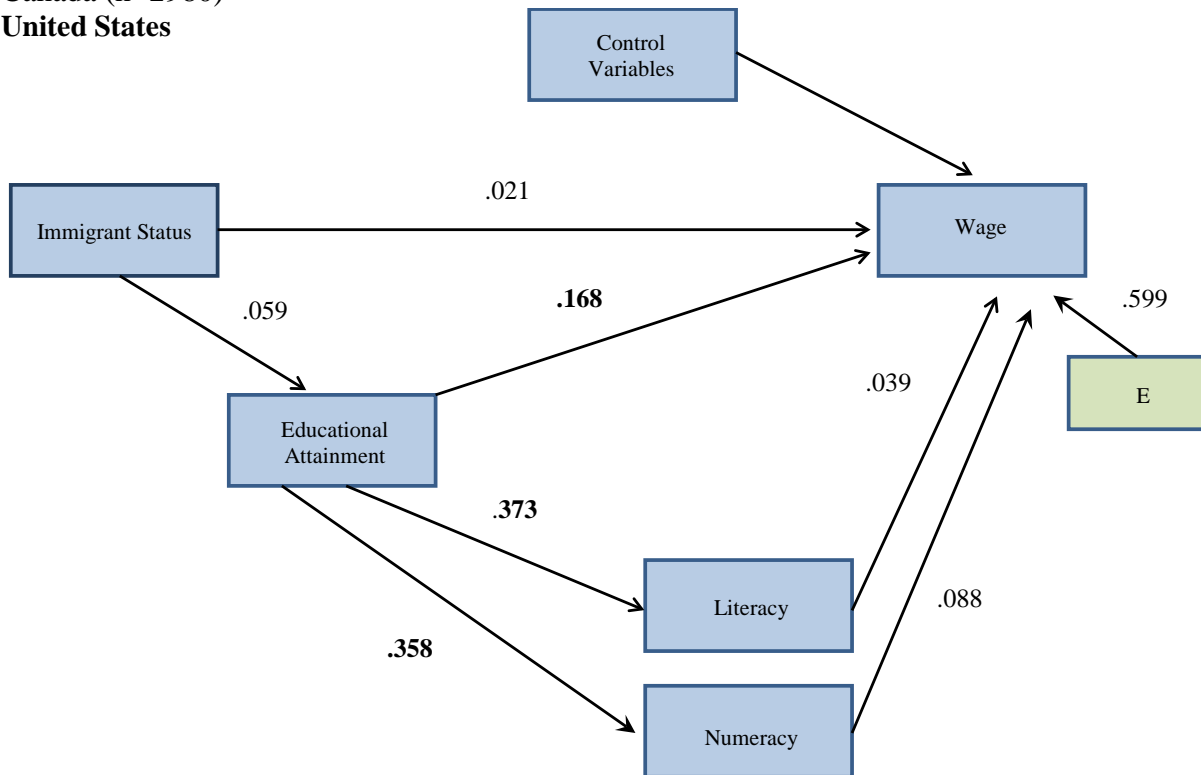 United States
Control
Variables
.021
Immigrant Status
Wage
.059
.168
.599
.039
E
Educational
Attainment
.373
Literacy
.088
.358
Numeracy